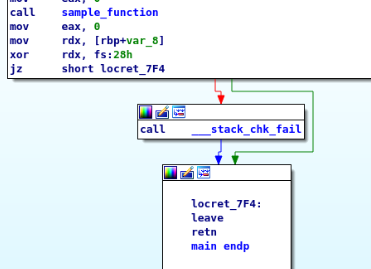 mov     eax, 0
call    sample_function
mov     eax, 0
mov     rdx, [rbp+var_8]
xor     rdx, fs:28h
jz      short locret_7F4
call    ___stack_chk_fail
locret_7F4:
leave
retn
main endp